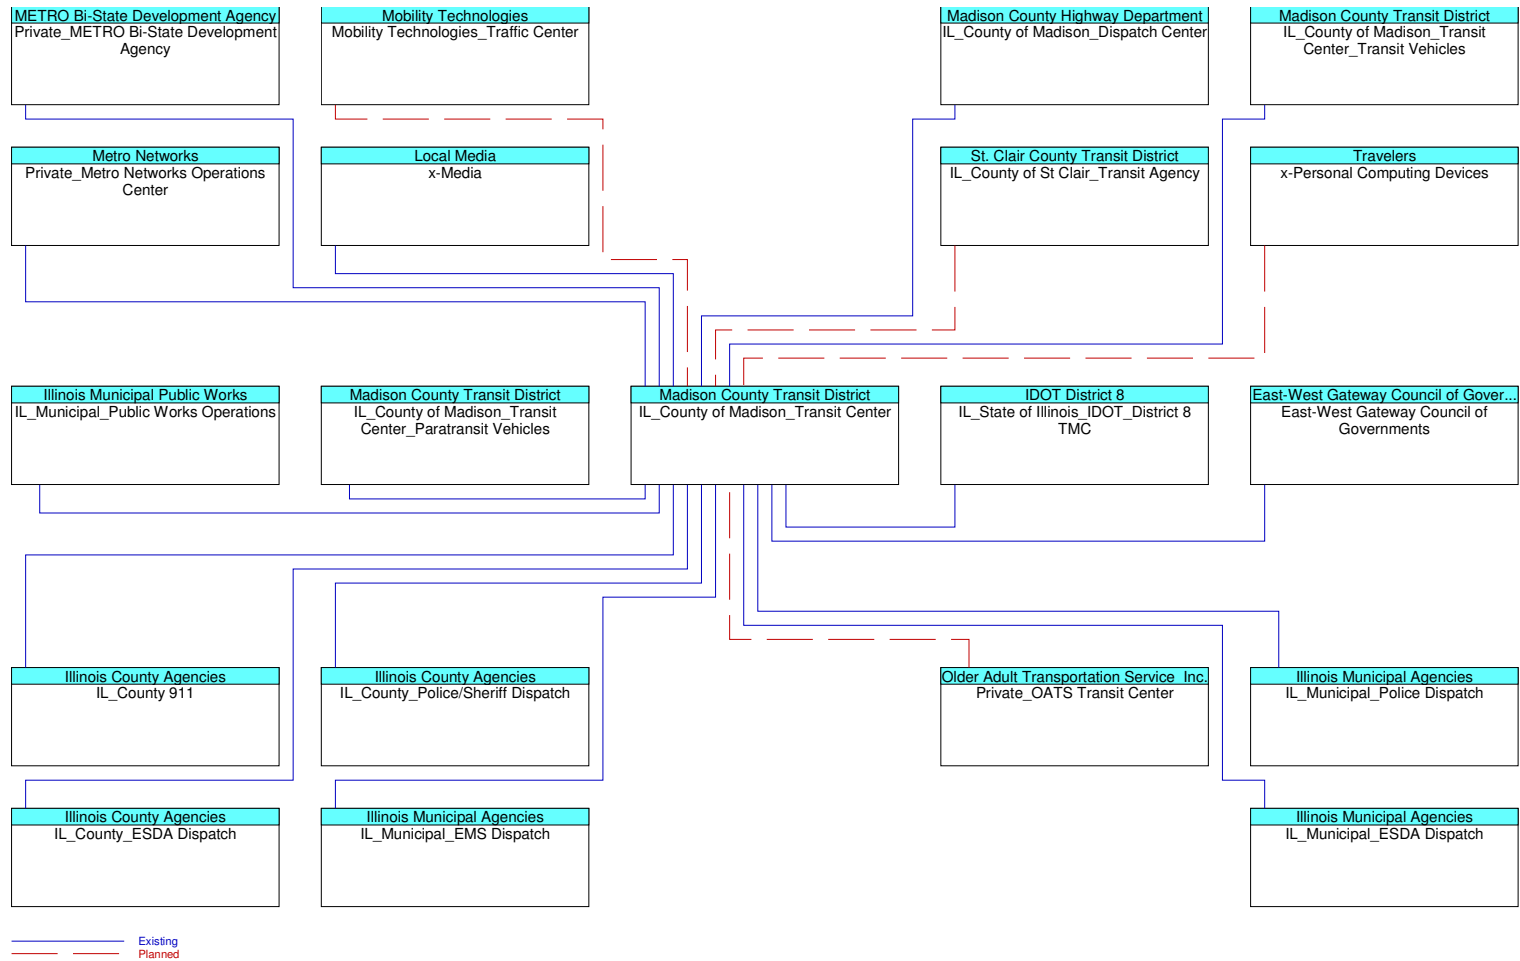 METRO Bi-State Development Agency
Private_METRO Bi-State Development
Agency
Mobility Technologies
Mobility Technologies_Traffic Center
Madison County Highway Department
IL_County of Madison_Dispatch Center
Madison County Transit District
IL_County of Madison_Transit
Center_Transit Vehicles
Metro Networks
Private_Metro Networks Operations
Center
Local Media
x-Media
St. Clair County Transit District
IL_County of St Clair_Transit Agency
Travelers
x-Personal Computing Devices
Illinois Municipal Public Works
IL_Municipal_Public Works Operations
Madison County Transit District
IL_County of Madison_Transit
Center_Paratransit Vehicles
Madison County Transit District
IL_County of Madison_Transit Center
IDOT District 8
IL_State of Illinois_IDOT_District 8
TMC
East-West Gateway Council of Gover...
East-West Gateway Council of
Governments
Illinois County Agencies
IL_County 911
Illinois County Agencies
IL_County_Police/Sheriff Dispatch
Older Adult Transportation Service  Inc.
Private_OATS Transit Center
Illinois Municipal Agencies
IL_Municipal_Police Dispatch
Illinois County Agencies
IL_County_ESDA Dispatch
Illinois Municipal Agencies
IL_Municipal_EMS Dispatch
Illinois Municipal Agencies
IL_Municipal_ESDA Dispatch
Existing
Planned